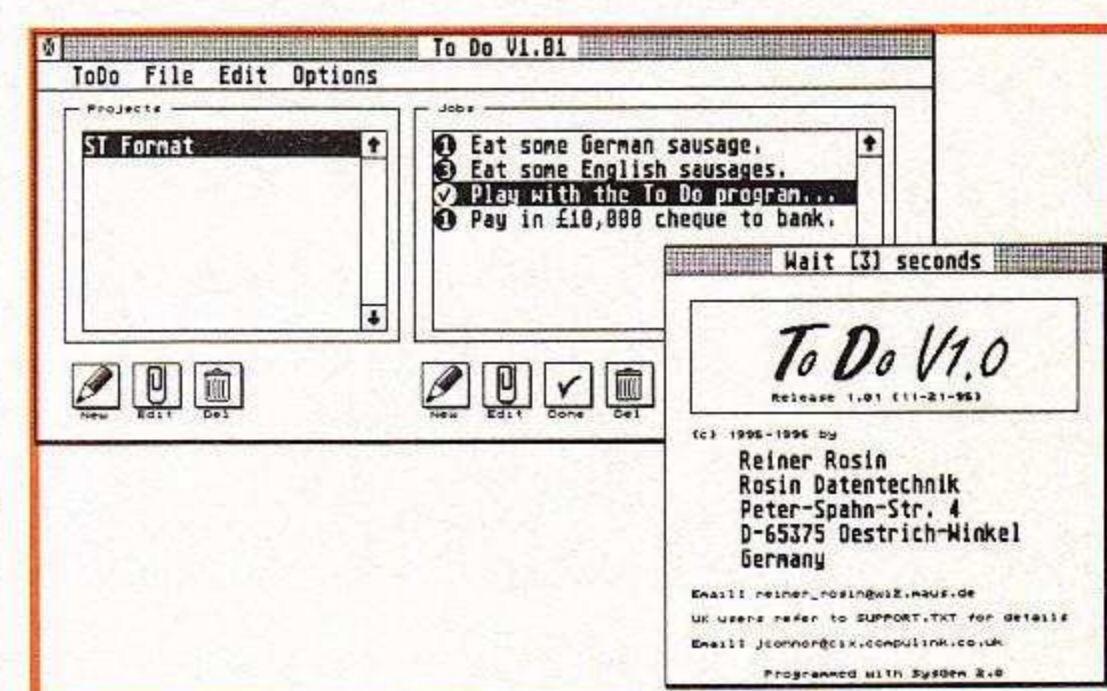 To Do V1.01
ToDo File Edit Options
Projects
ST Format
Jobs
1 Eat some German sausage.
3 Eat some English sausages.
Play with the To Do program...
1 Pay in £10,000 cheque to bank.
New Edit Del
New Edit Done Del
Wait [3] seconds
To Do V1.0
Release 1.01 (11-21-95)
(c) 1995-1996 by
Reiner Rosin
Rosin Datentechnik
Peter-Spahn-Str. 4
D-65375 Oestrich-Winkel
Germany
Email: reiner_rosin@wi2.maus.de
UK users refer to SUPPORT.TXT for details
Email: jconnor@cix.compulink.co.uk
Programmed with SysGem 2.0